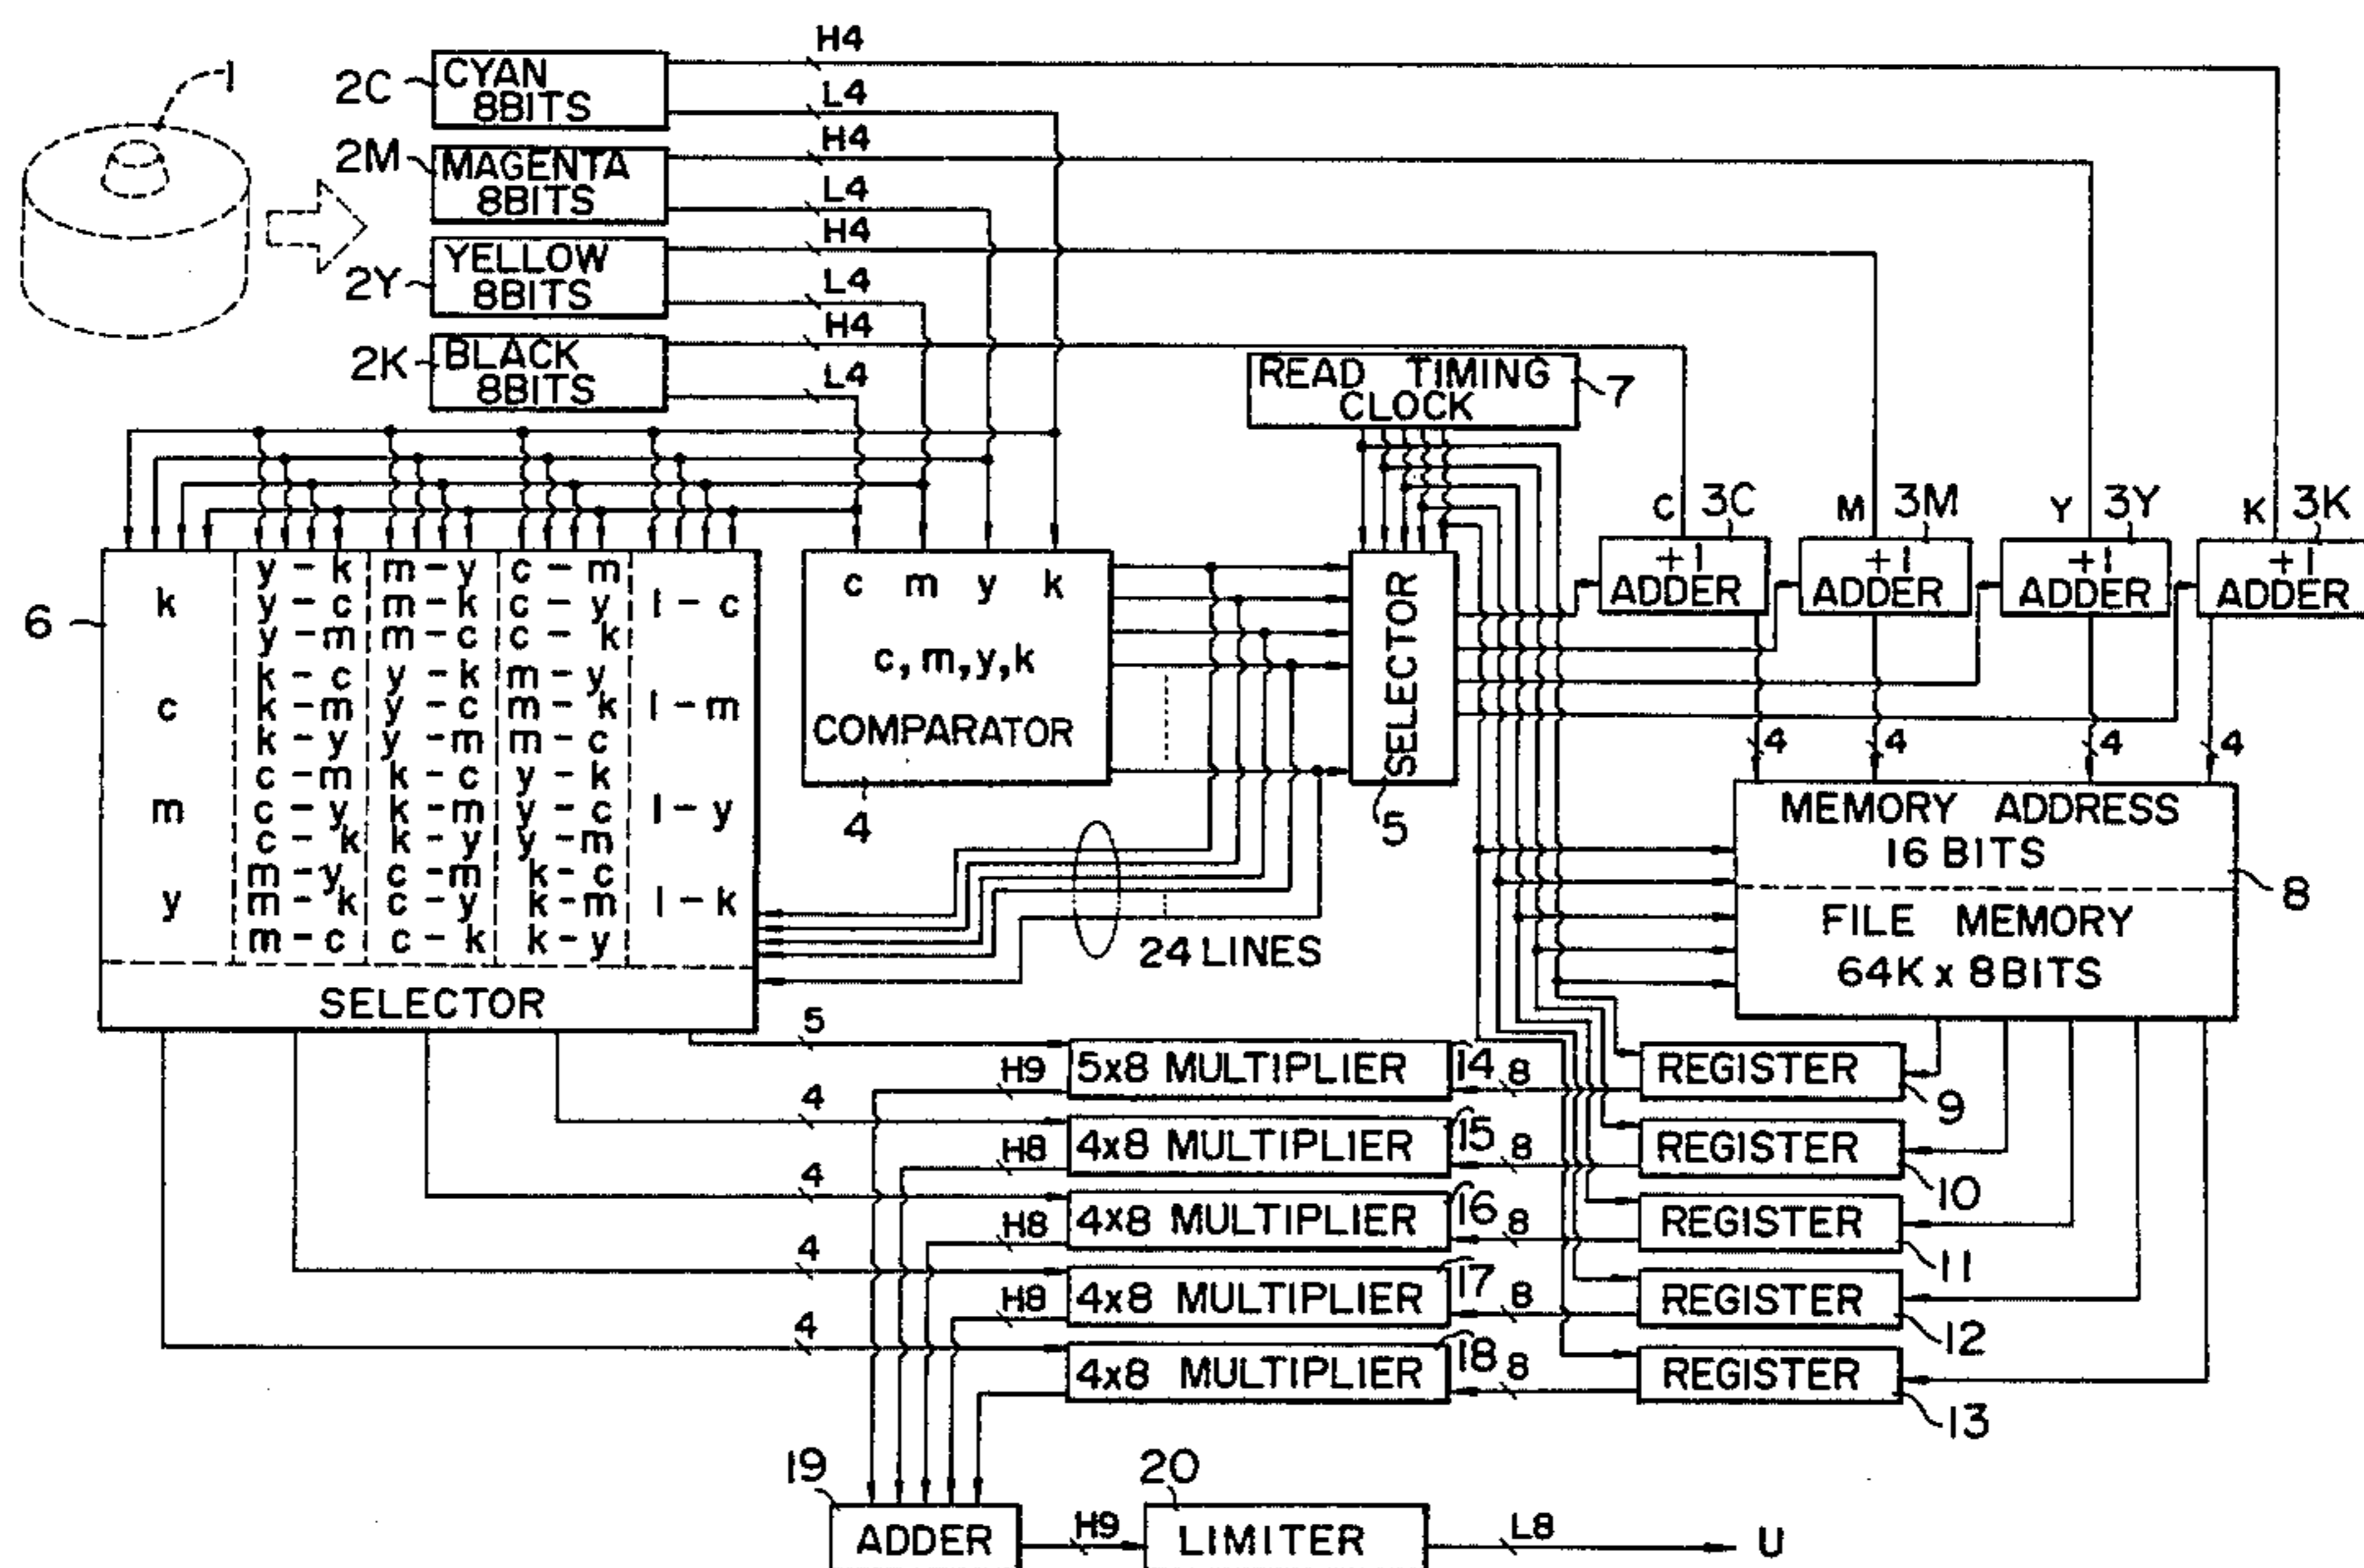 1
2C
CYAN
8BITS
H4
L4
2M
MAGENTA
8BITS
H4
L4
2Y
YELLOW
8BITS
H4
L4
2K
BLACK
8BITS
H4
L4
READ TIMING
CLOCK
7
C 3C
M 3M
Y 3Y
K 3K
+1
ADDER
+1
ADDER
+1
ADDER
+1
ADDER
6
k
c
m
y
y-k
y-c
y-m
k-c
k-m
k-y
c-m
c-y
c-k
m-y
m-k
m-c
m-y
m-k
m-c
y-k
y-c
y-m
k-c
k-m
k-y
c-m
c-y
c-k
c-m
c-y
c-k
m-y
m-k
m-c
y-k
y-c
y-m
k-c
k-m
k-y
1-c
1-m
1-y
1-k
SELECTOR
c m y k
c,m,y,k
COMPARATOR
4
SELECTOR
5
24 LINES
4
4
4
4
MEMORY ADDRESS
16 BITS
FILE MEMORY
64K x 8BITS
8
5
H9
5x8 MULTIPLIER
14
8
REGISTER
9
4
H8
4x8 MULTIPLIER
15
8
REGISTER
10
4
H8
4x8 MULTIPLIER
16
8
REGISTER
11
4
H8
4x8 MULTIPLIER
17
8
REGISTER
12
4
4x8 MULTIPLIER
18
8
REGISTER
13
19
ADDER
H9
20
LIMITER
L8
U